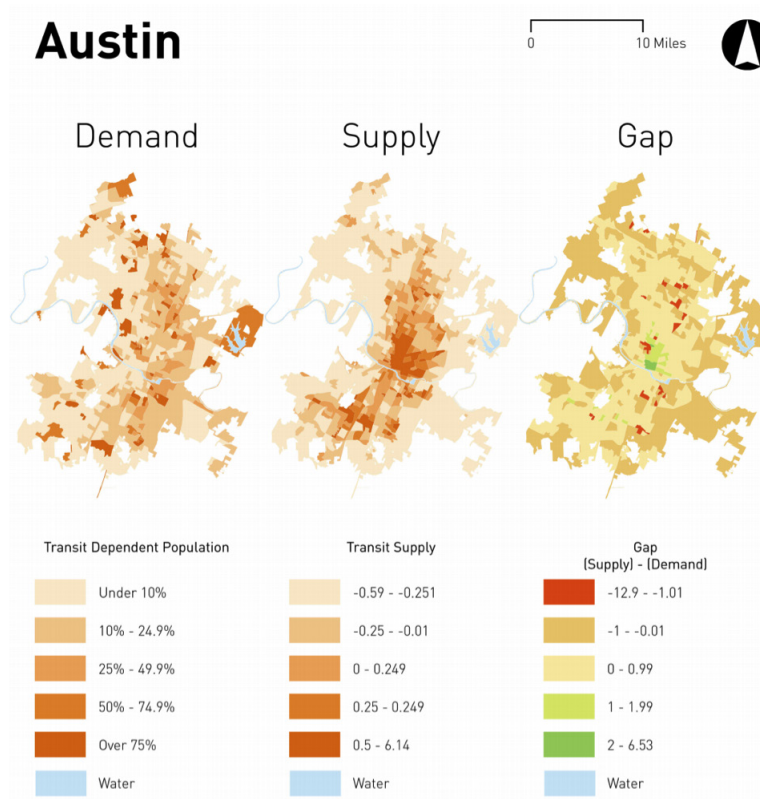 Austin
0 10 Miles
Demand
Supply
Gap
Transit Dependent Population
Under 10%
10% - 24.9%
25% - 49.9%
50% - 74.9%
Over 75%
Water
Transit Supply
-0.59 - -0.251
-0.25 - -0.01
0 - 0.249
0.25 - 0.249
0.5 - 6.14
Water
Gap
(Supply) - (Demand)
-12.9 - -1.01
-1 - -0.01
0 - 0.99
1 - 1.99
2 - 6.53
Water